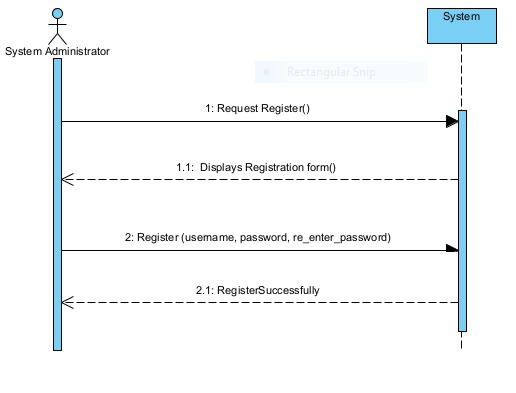 System
System Administrator
Rectangular Snip
1: Request Register()
1.1: Displays Registration form()
2: Register (username, password, re_enter_password)
2.1: RegisterSuccessfully